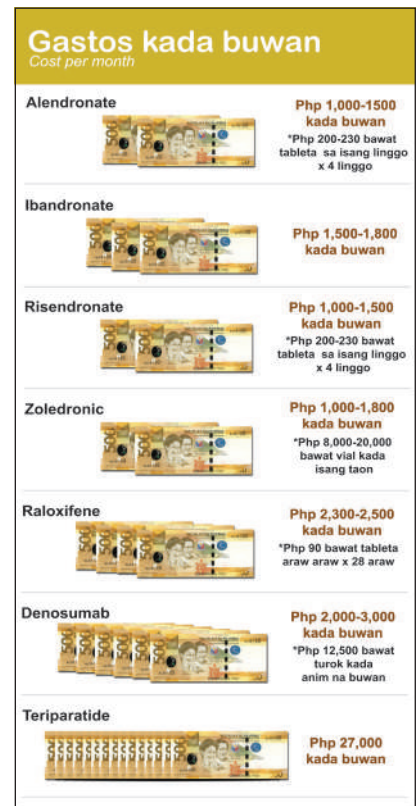 Gastos kada buwan
Cost per month
Alendronate
Php 1,000-1500
kada buwan
*Php 200-230 bawat
tableta sa isang linggo
x 4 linggo
Ibandronate
Php 1,500-1,800
kada buwan
Risendronate
Php 1,000-1,500
kada buwan
*Php 200-230 bawat
tableta sa isang linggo
x 4 linggo
Zoledronic
Php 1,000-1,800
kada buwan
*Php 8,000-20,000
bawat vial kada
isang taon
Raloxifene
Php 2,300-2,500
kada buwan
*Php 90 bawat tableta
araw araw x 28 araw
Denosumab
Php 2,000-3,000
kada buwan
*Php 12,500 bawat
turok kada
anim na buwan
Teriparatide
Php 27,000
kada buwan